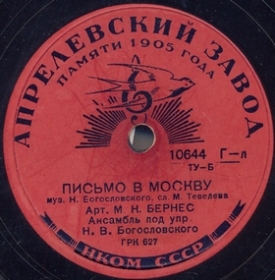 АПРЕЛЕВСКИЙ ЗАВОД
ПАМЯТИ 1905 ГОДА
10644 Г—л
ТУ-Б
ПИСЬМО В МОСКВУ
муз. Н. Богословского, сл. М. Тевелева
Арт. М. Н. БЕРНЕС
Ансамбль под упр.
Н. В. Богословского
ГРК 627
НКОМ СССР